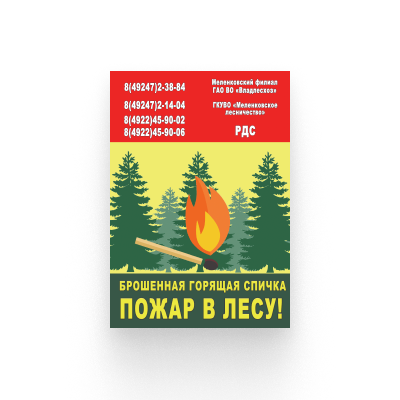 8(49247)2-38-84
Меленковский филиал
ГАО ВО «Владлесхоз»
8(49247)2-14-04
ГКУВО «Меленковское
лесничество»
8(4922)45-90-02
8(4922)45-90-06
РДС
БРОШЕННАЯ ГОРЯЩАЯ СПИЧКА
ПОЖАР В ЛЕСУ!